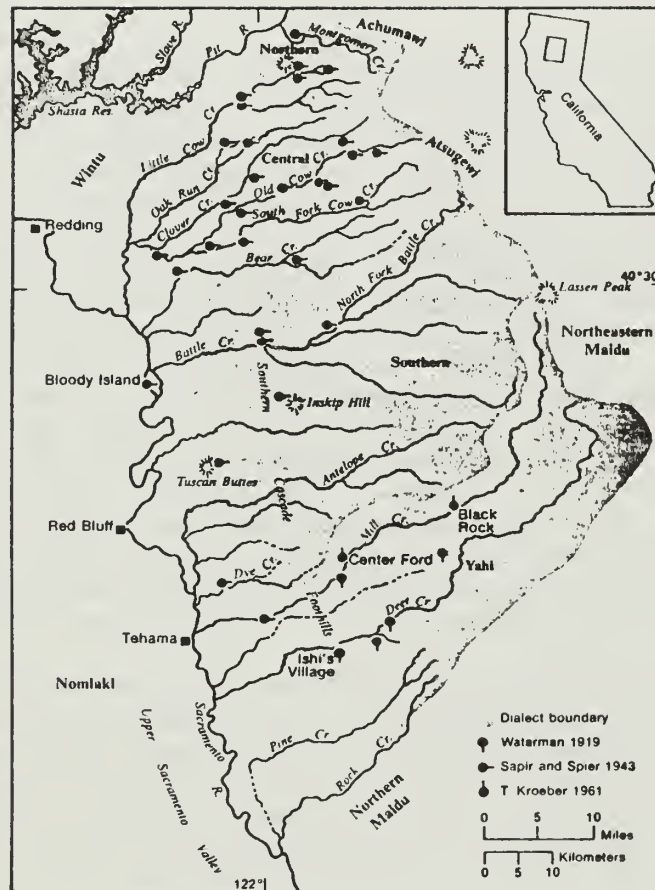 Achumawi
Montgomery Cr.
Slave R.
Pit R.
Northern
Shasta Res.
California
Little Cow Cr.
Wintu
Central
Oak Run Cr.
Old Cow Cr.
Atsugewi
Clover Cr.
South Fork Cow Cr.
Redding
Bear Cr.
North Fork Battle Cr.
40°30
Lassen Peak
Northeastern
Maidu
Battle Cr.
Southern
Bloody Island
Southern
Inskip Hill
Antelope Cr.
Tuscan Buttes
Cascade
Red Bluff
Mill Cr.
Black
Rock
Center Ford
Yahi
Dye Cr.
Foothills
Deer Cr.
Tehama
Ishi's
Village
Nomlaki
Upper Sacramento Valley
Sacramento R.
Pine Cr.
Rock Cr.
Northern
Maidu
Dialect boundary
Waterman 1919
Sapir and Spier 1943
T Kroeber 1961
0 5 10
Miles
Kilometers
0 5 10
122°